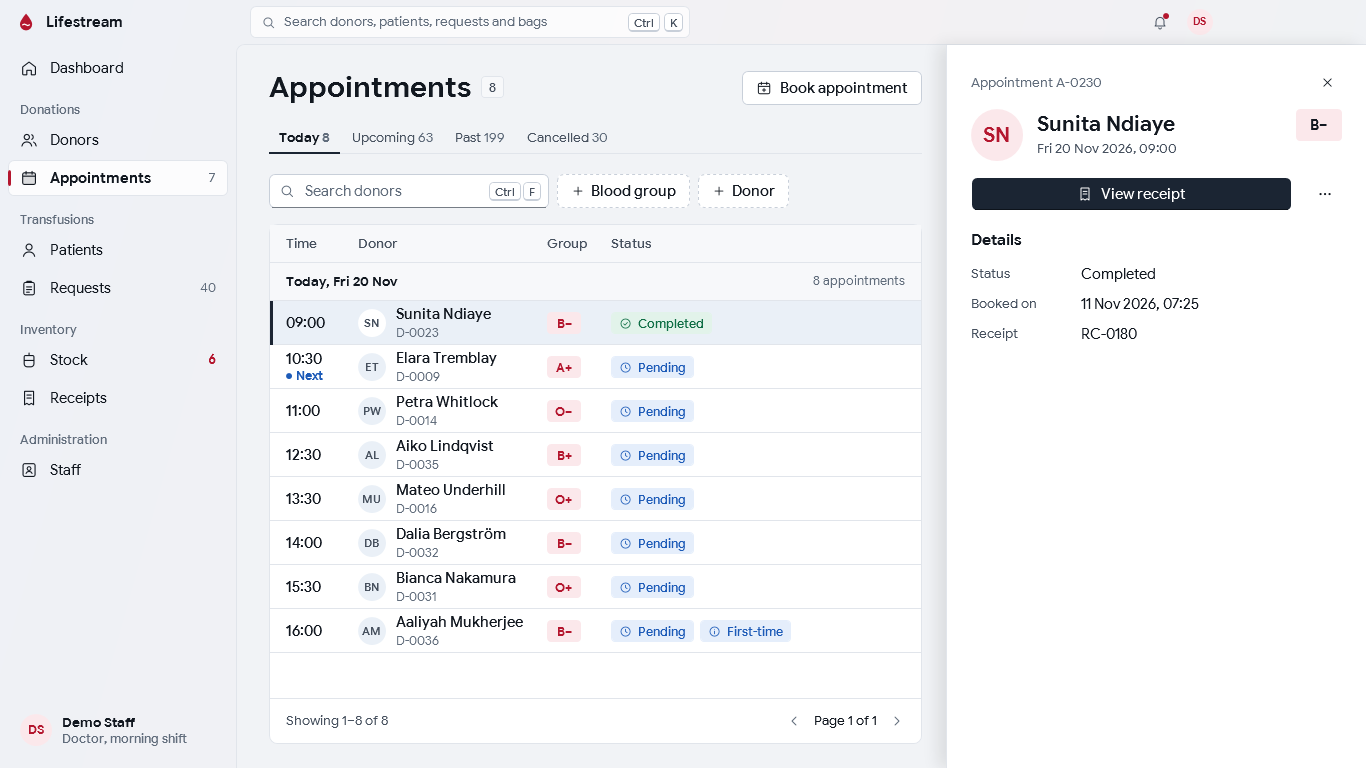 Lifestream
Search donors, patients, requests and bags
Ctrl K
DS
Dashboard
Donations
Donors
Appointments 7
Transfusions
Patients
Requests 40
Inventory
Stock 6
Receipts
Administration
Staff
DS
Demo Staff
Doctor, morning shift
Appointments 8
Book appointment
Today 8
Upcoming 63
Past 199
Cancelled 30
Search donors
Ctrl F
+ Blood group
+ Donor
Time Donor Group Status
Today, Fri 20 Nov 8 appointments
09:00 SN Sunita Ndiaye B− Completed
D-0023
10:30 ET Elara Tremblay A+ Pending
Next D-0009
11:00 PW Petra Whitlock O− Pending
D-0014
12:30 AL Aiko Lindqvist B+ Pending
D-0035
13:30 MU Mateo Underhill O+ Pending
D-0016
14:00 DB Dalia Bergström B− Pending
D-0032
15:30 BN Bianca Nakamura O+ Pending
D-0031
16:00 AM Aaliyah Mukherjee B− Pending First-time
D-0036
Showing 1–8 of 8
Page 1 of 1
Appointment A-0230
SN
Sunita Ndiaye
Fri 20 Nov 2026, 09:00
B−
View receipt
Details
Status Completed
Booked on 11 Nov 2026, 07:25
Receipt RC-0180